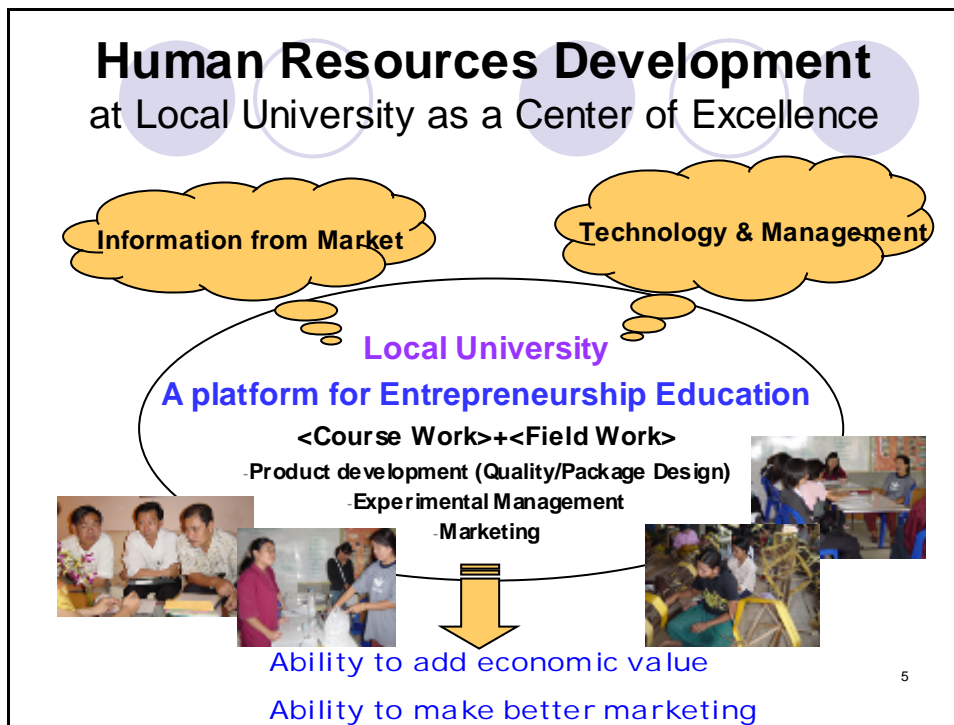 Human Resources Development
at Local University as a Center of Excellence
Information from Market
Technology & Management
Local University
A platform for Entrepreneurship Education
<Course Work>+<Field Work>
-Product development (Quality/Package Design)
-Experimental Management
-Marketing
Ability to add economic value
Ability to make better marketing
5